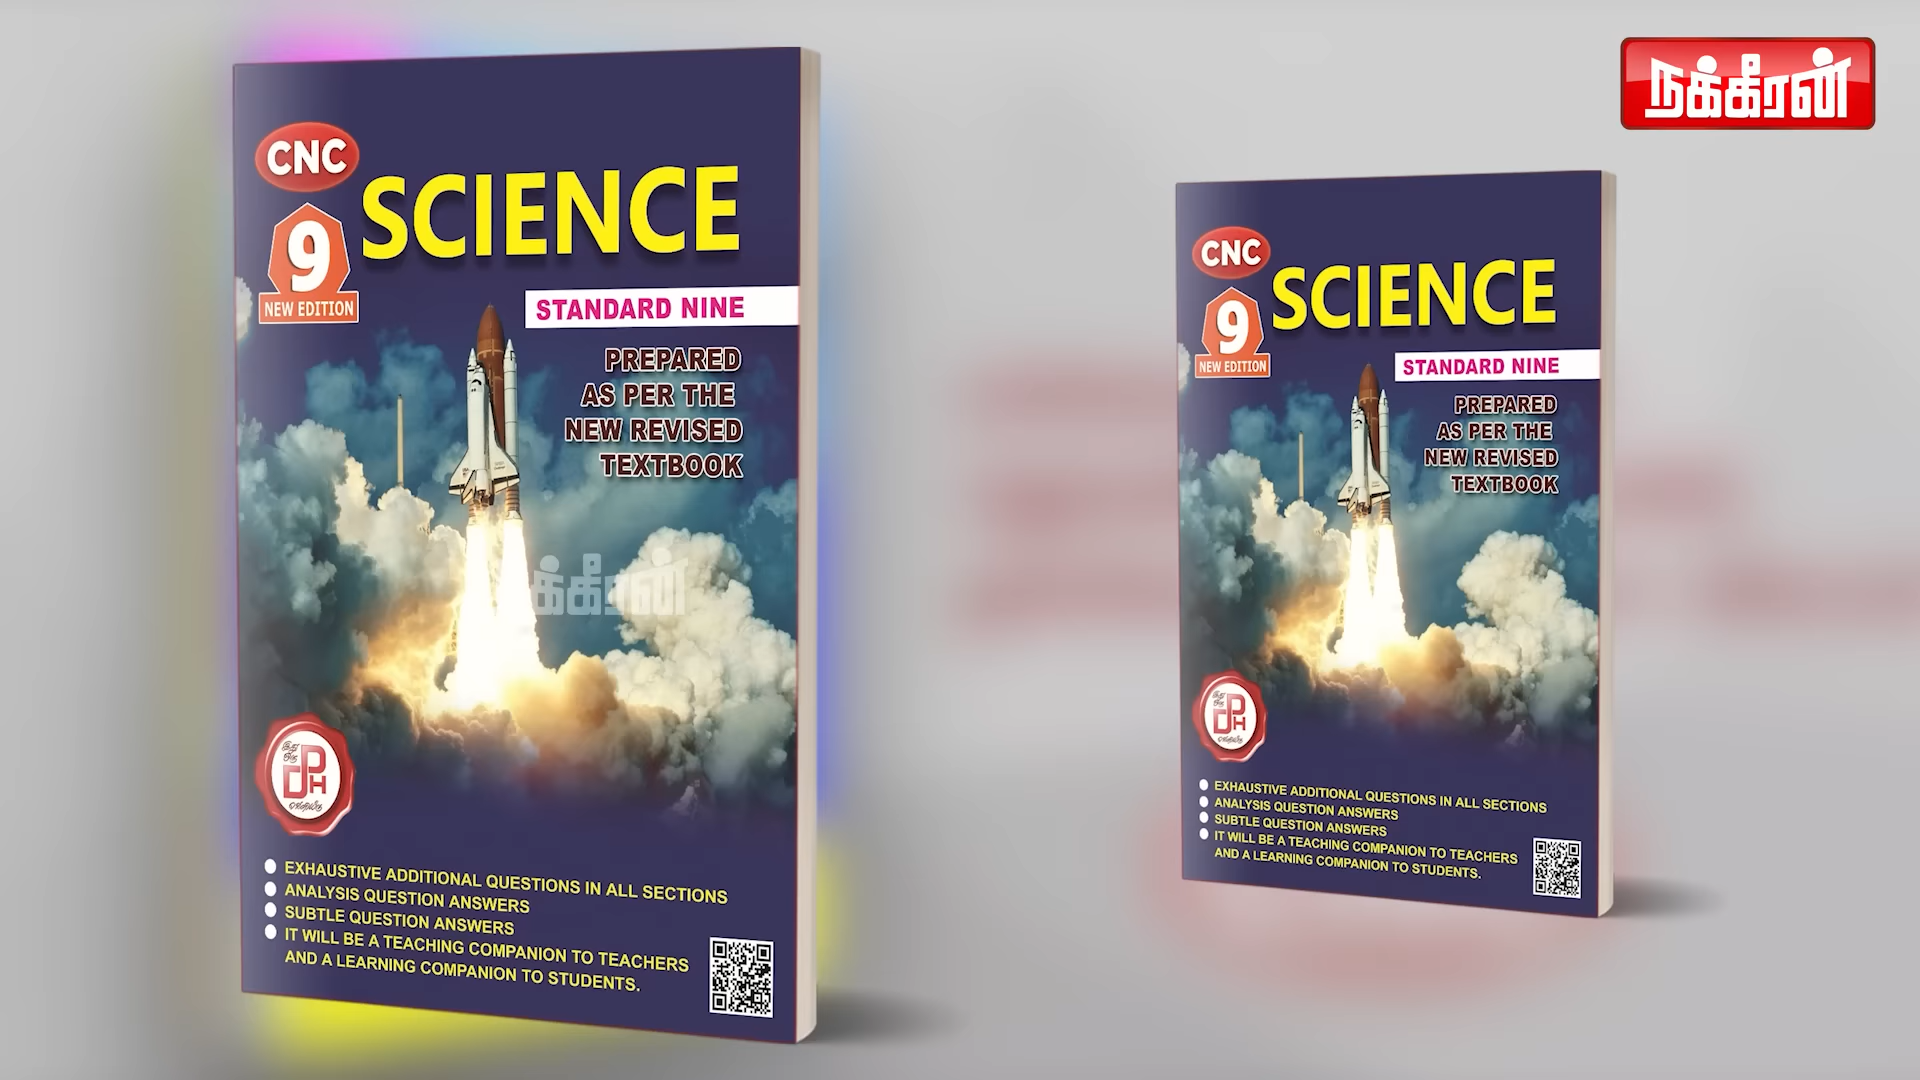 நக்கீரன்
CNC
SCIENCE
9
NEW EDITION
STANDARD NINE
PREPARED
AS PER THE
NEW REVISED
TEXTBOOK
க்கீரன்
DPH
EXHAUSTIVE ADDITIONAL QUESTIONS IN ALL SECTIONS
ANALYSIS QUESTION ANSWERS
SUBTLE QUESTION ANSWERS
IT WILL BE A TEACHING COMPANION TO TEACHERS
AND A LEARNING COMPANION TO STUDENTS.
CNC
SCIENCE
9
NEW EDITION
STANDARD NINE
PREPARED
AS PER THE
NEW REVISED
TEXTBOOK
DPH
EXHAUSTIVE ADDITIONAL QUESTIONS IN ALL SECTIONS
ANALYSIS QUESTION ANSWERS
SUBTLE QUESTION ANSWERS
IT WILL BE A TEACHING COMPANION TO TEACHERS
AND A LEARNING COMPANION TO STUDENTS.